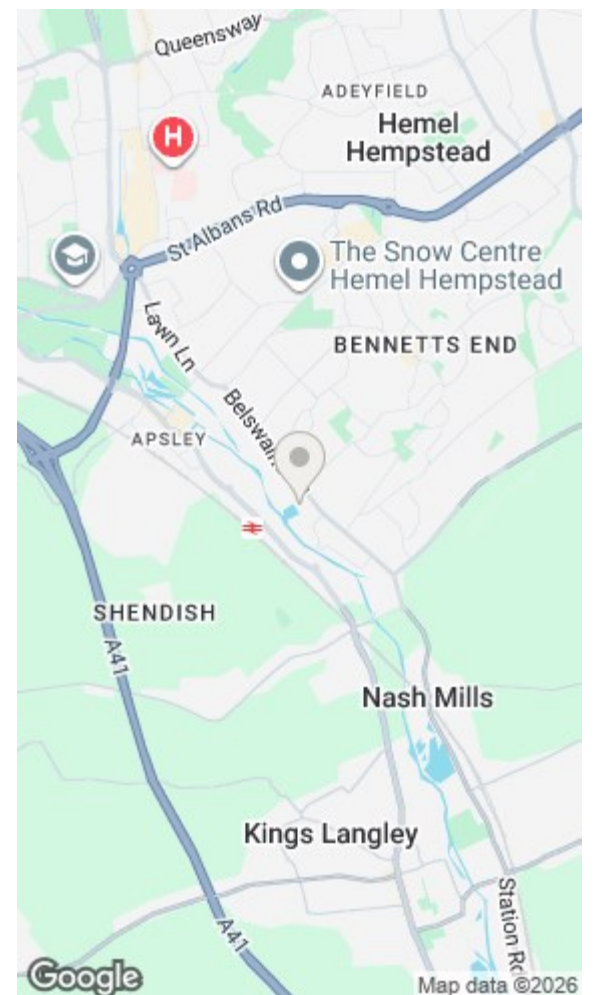 Queensway
ADEYFIELD
Hemel
Hempstead
H
St Albans Rd
The Snow Centre
Hemel Hempstead
Lawn Ln
BENNETTS END
APSLEY
SHENDISH
A41
Nash Mills
Kings Langley
Station Rd
A41
Google
Map data ©2026